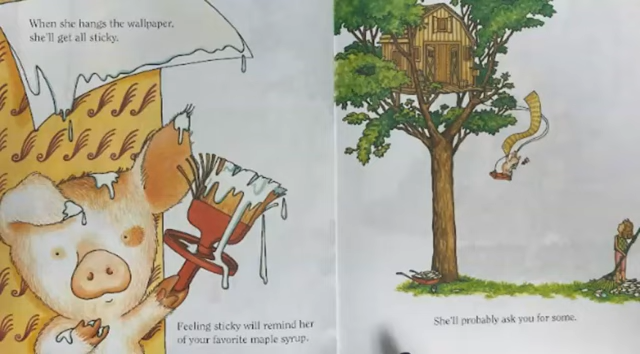 When she hangs the wallpaper,
she'll get all sticky.
Feeling sticky will remind her
of your favorite maple syrup.
She'll probably ask you for some.